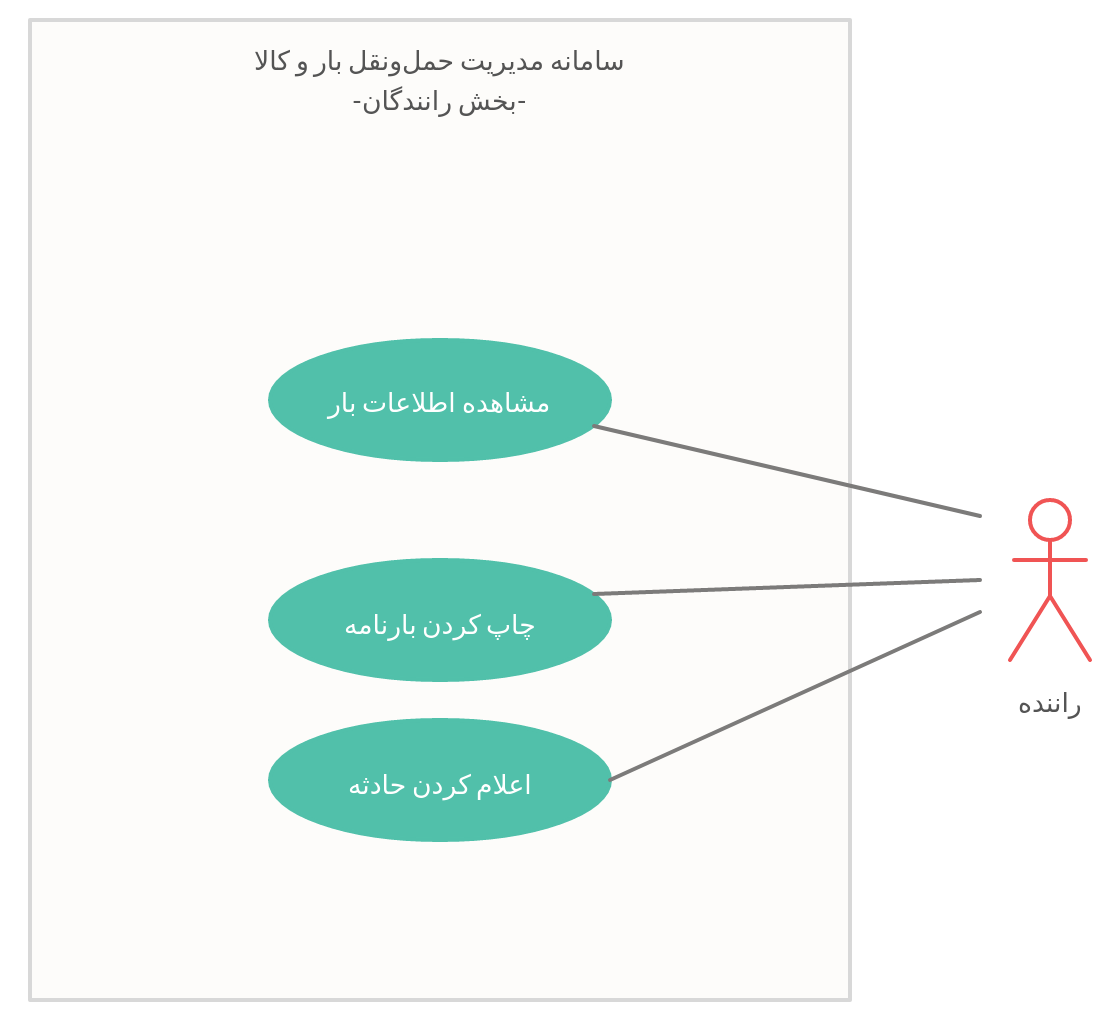 سامانه مدیریت حمل‌ونقل بار و کالا
-بخش رانندگان-
مشاهده اطلاعات بار
چاپ کردن بارنامه
راننده
اعلام کردن حادثه